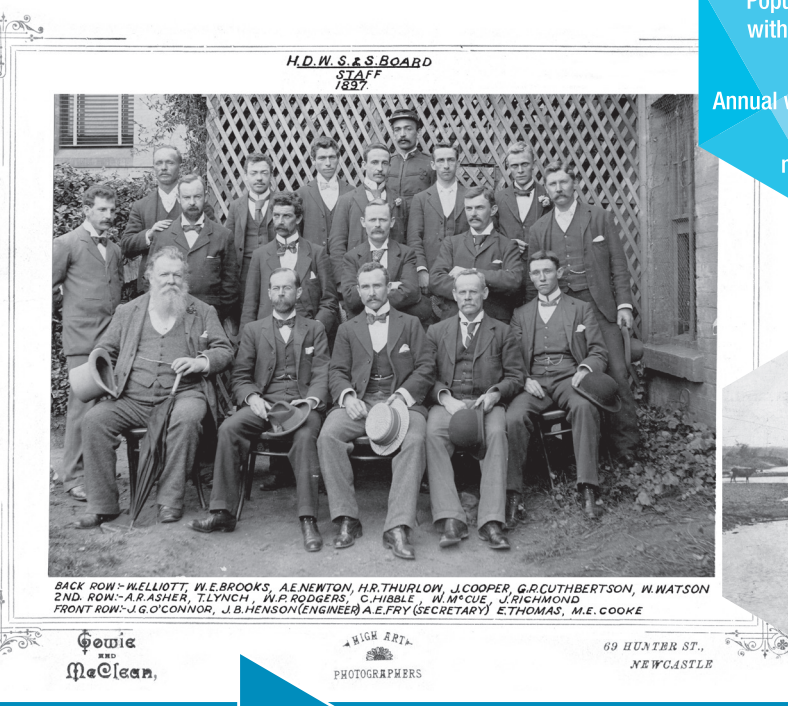 Popu
with
H.D.W.S.&S.BOARD
STAFF
1897.
Annual
BACK ROW:- W.ELLIOTT, W.E.BROOKS, A.E.NEWTON, H.R.THURLOW, J.COOPER, G.R.CUTHBERTSON, W.WATSON
2ND. ROW:- A.R.ASHER, T.LYNCH, W.P.RODGERS, C.HIBBLE, W.McCUE, J.RICHMOND
FRONT ROW:- J.G.O'CONNOR, J.B.HENSON (ENGINEER) A.E.FRY (SECRETARY) E.THOMAS, M.E.COOKE
Gowie
AND
McClean,
HIGH ART
PHOTOGRAPHERS
69 HUNTER ST.,
NEWCASTLE